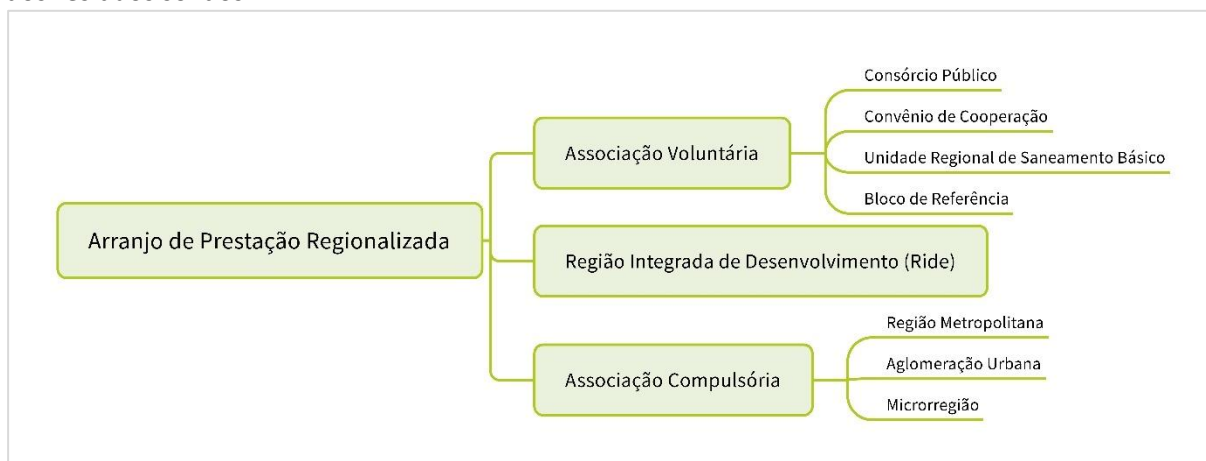 Arranjo de Prestação Regionalizada
Associação Voluntária
Consórcio Público
Convênio de Cooperação
Unidade Regional de Saneamento Básico
Bloco de Referência
Região Integrada de Desenvolvimento (Ride)
Associação Compulsória
Região Metropolitana
Aglomeração Urbana
Microrregião